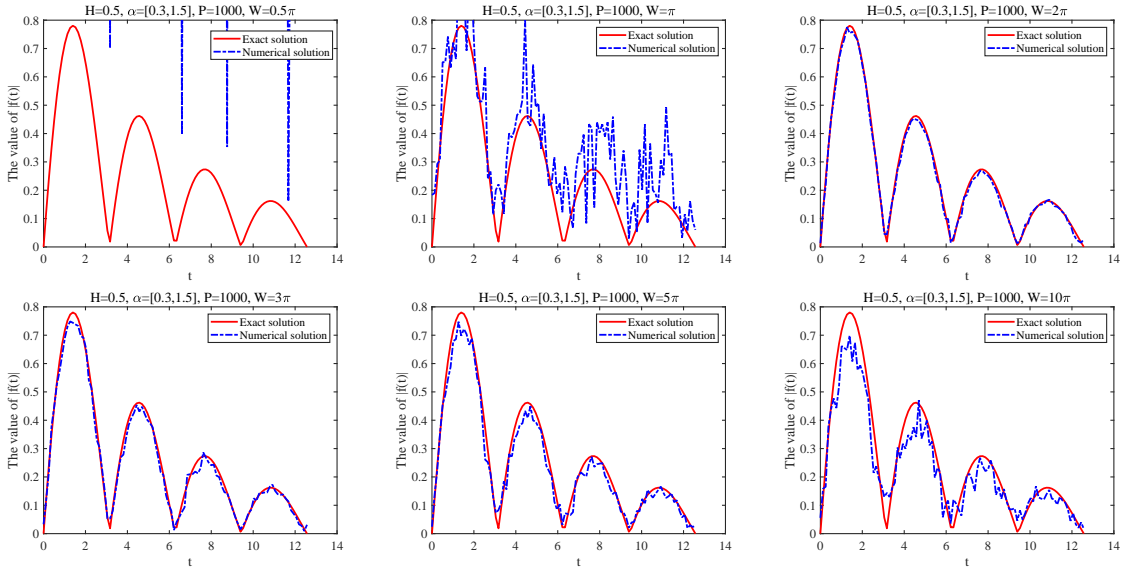 H=0.5, α=[0.3,1.5], P=1000, W=0.5π
The value of |f(t)|
0.8
0.7
0.6
0.5
0.4
0.3
0.2
0.1
0
Exact solution
Numerical solution
0 2 4 6 8 10 12 14
t
H=0.5, α=[0.3,1.5], P=1000, W=π
The value of |f(t)|
0.8
0.7
0.6
0.5
0.4
0.3
0.2
0.1
0
Exact solution
Numerical solution
0 2 4 6 8 10 12 14
t
H=0.5, α=[0.3,1.5], P=1000, W=2π
The value of |f(t)|
0.8
0.7
0.6
0.5
0.4
0.3
0.2
0.1
0
Exact solution
Numerical solution
0 2 4 6 8 10 12 14
t
H=0.5, α=[0.3,1.5], P=1000, W=3π
The value of |f(t)|
0.8
0.7
0.6
0.5
0.4
0.3
0.2
0.1
0
Exact solution
Numerical solution
0 2 4 6 8 10 12 14
t
H=0.5, α=[0.3,1.5], P=1000, W=5π
The value of |f(t)|
0.8
0.7
0.6
0.5
0.4
0.3
0.2
0.1
0
Exact solution
Numerical solution
0 2 4 6 8 10 12 14
t
H=0.5, α=[0.3,1.5], P=1000, W=10π
The value of |f(t)|
0.8
0.7
0.6
0.5
0.4
0.3
0.2
0.1
0
Exact solution
Numerical solution
0 2 4 6 8 10 12 14
t